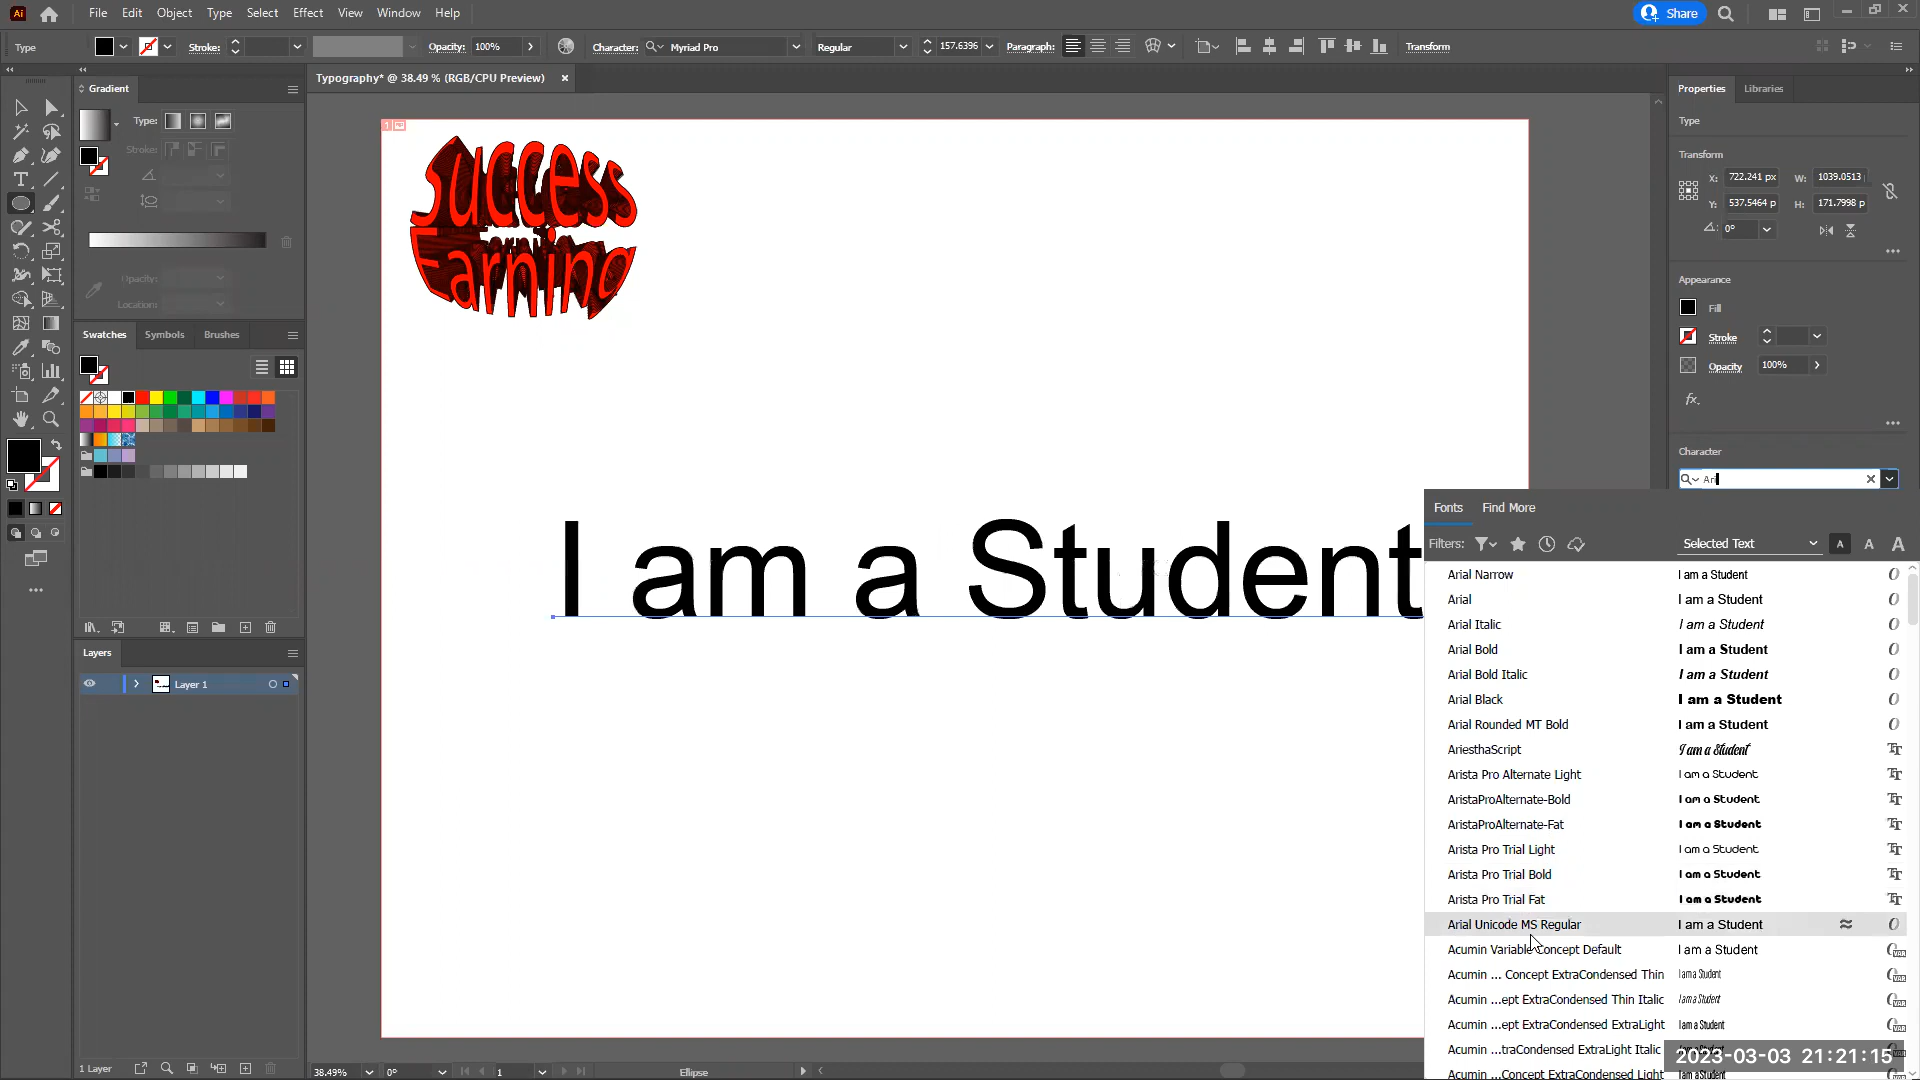 Ai File Edit Object Type Select Effect View Window Help Share
Type Stroke: Opacity: 100% Character: Myriad Pro Regular 157.6396 Paragraph: Transform
Typography* @ 38.49 % (RGB/CPU Preview)
Gradient
Type:
Stroke:
Opacity:
Location:
Swatches Symbols Brushes
Layers
Layer 1
1 Layer
1
Success
Earning
I am a Student
38.49% 0° 1 Ellipse
Properties Libraries
Type
Transform
X: 722.241 px W: 1039.0513
Y: 537.5464 p H: 171.7998 p
0°
Appearance
Fill
Stroke
Opacity 100%
fx.
Character
Ari
Fonts Find More
Filters: Selected Text A A A
Arial Narrow I am a Student
Arial I am a Student
Arial Italic I am a Student
Arial Bold I am a Student
Arial Bold Italic I am a Student
Arial Black I am a Student
Arial Rounded MT Bold I am a Student
AriesthaScript I am a Student
Arista Pro Alternate Light I am a Student
AristaProAlternate-Bold I am a Student
AristaProAlternate-Fat I am a Student
Arista Pro Trial Light I am a Student
Arista Pro Trial Bold I am a Student
Arista Pro Trial Fat I am a Student
Arial Unicode MS Regular I am a Student
Acumin Variable Concept Default I am a Student
Acumin ... Concept ExtraCondensed Thin I am a Student
Acumin ...ept ExtraCondensed Thin Italic I am a Student
Acumin ...ept ExtraCondensed ExtraLight I am a Student
Acumin ...traCondensed ExtraLight Italic
Acumin ...Concept ExtraCondensed Light I am a Student
2023-03-03 21:21:15